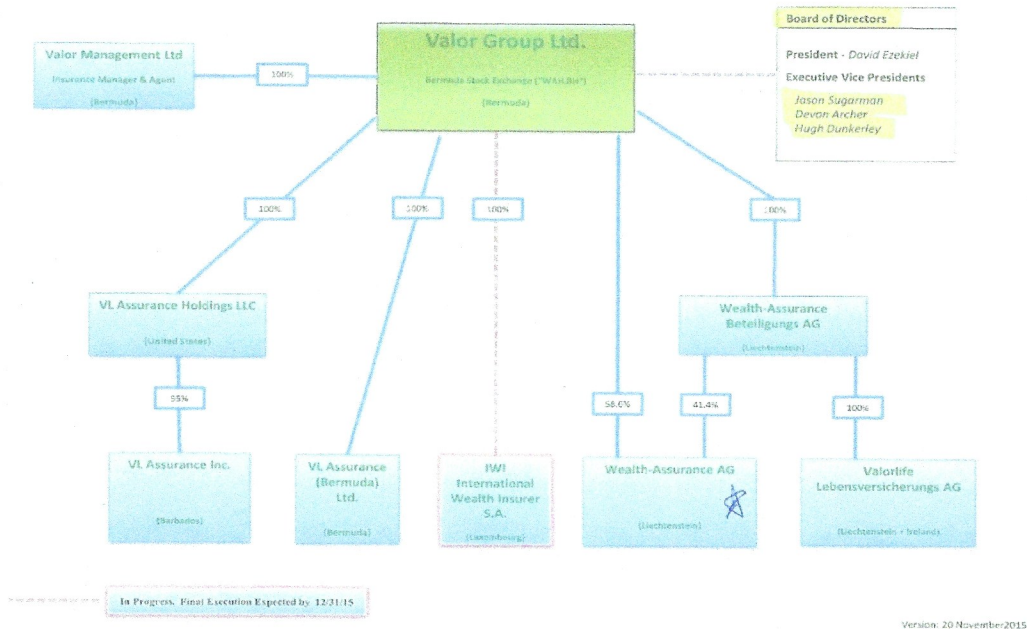 Board of Directors
President - David Ezekiel
Executive Vice Presidents
Jason Sugarman
Devon Archer
Hugh Dunkerley
Valor Management Ltd
Insurance Manager & Agent
(Bermuda)
100%
Valor Group Ltd.
Bermuda Stock Exchange
(Bermuda)
100%
100%
100%
100%
VL Assurance Holdings LLC
(United States)
Wealth-Assurance
Beteiligungs AG
(Liechtenstein)
95%
58.6%
41.4%
100%
VL Assurance Inc.
(Barbados)
VL Assurance
(Bermuda)
Ltd.
(Bermuda)
IWI
International
Wealth Insurer
S.A.
(Luxembourg)
Wealth-Assurance AG
(Liechtenstein)
Valorlife
Lebensversicherungs AG
(Liechtenstein + Ireland)
In Progress. Final Execution Expected by 12/31/15
Version: 20 November2015